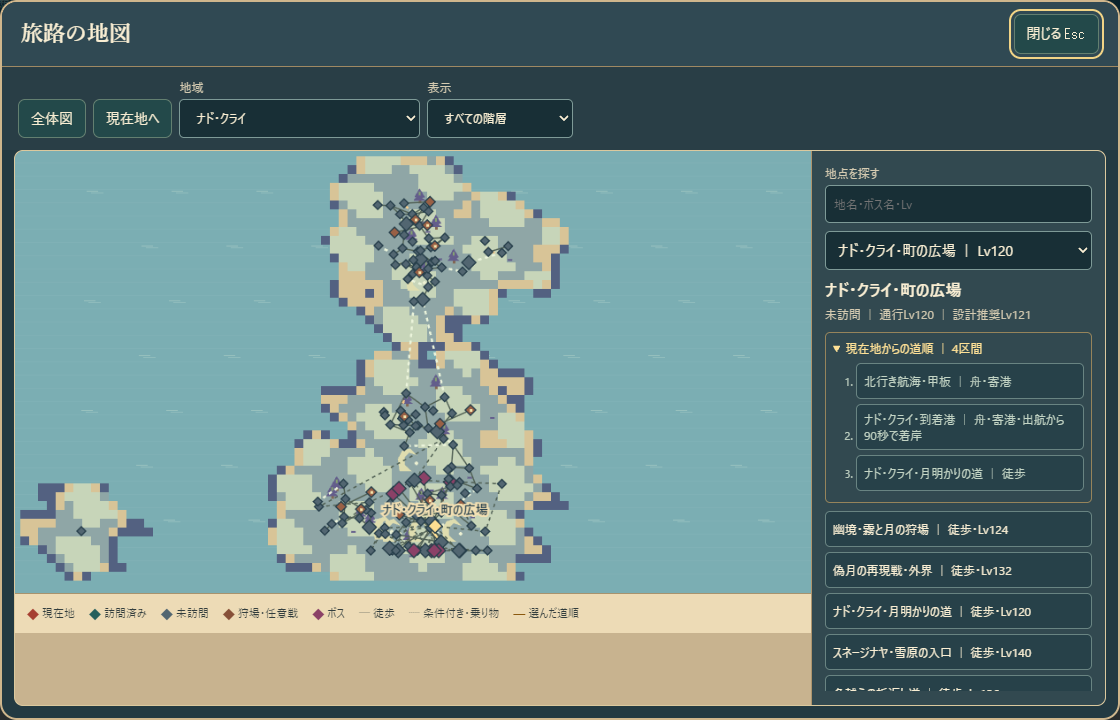 旅路の地図
閉じる Esc
全体図
現在地へ
地域
ナド・クライ
表示
すべての階層
ナド・クライ・町の広場
現在地
訪問済み
未訪問
狩場・任意戦
ボス
徒歩
条件付き・乗り物
選んだ道順
地点を探す
地名・ボス名・Lv
ナド・クライ・町の広場 | Lv120
ナド・クライ・町の広場
未訪問 | 通行Lv120 | 設計推奨Lv121
▼ 現在地からの道順 | 4区間
1. 北行き航海・甲板 | 舟・寄港
2. ナド・クライ・到着港 | 舟・寄港・出航から
90秒で着岸
3. ナド・クライ・月明かりの道 | 徒歩
幽境・霧と月の狩場 | 徒歩・Lv124
偽月の再現戦・外界 | 徒歩・Lv132
ナド・クライ・月明かりの道 | 徒歩・Lv120
スネージナヤ・雪原の入口 | 徒歩・Lv140